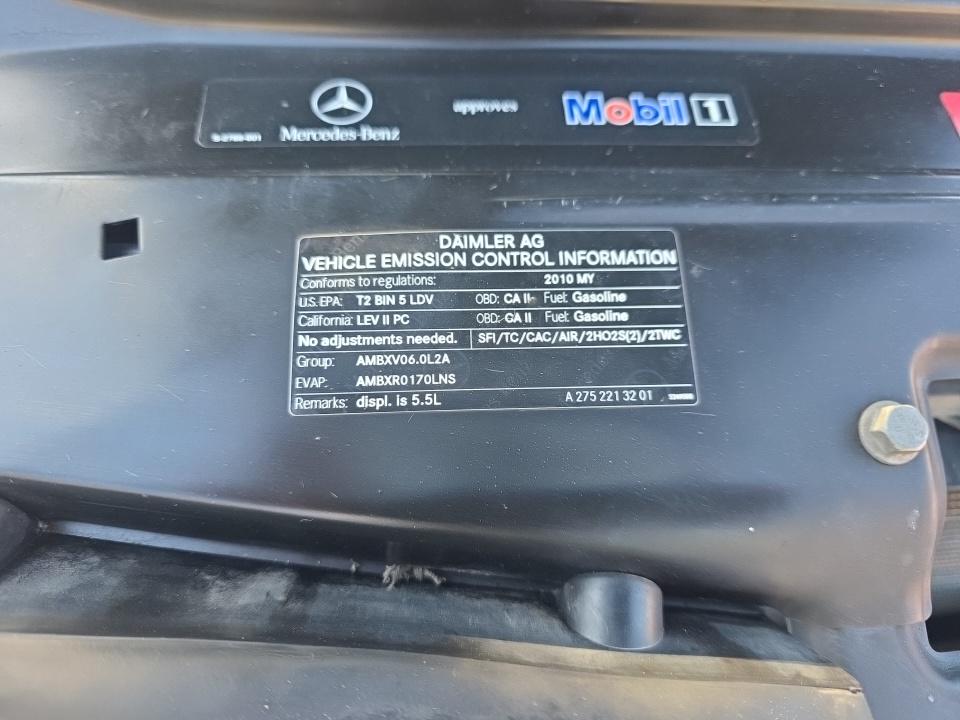 Mercedes-Benz approves Mobil 1
DAIMLER AG
VEHICLE EMISSION CONTROL INFORMATION
Conforms to regulations: 2010 MY
U.S. EPA: T2 BIN 5 LDV OBD: CA II Fuel: Gasoline
California: LEV II PC OBD: CA II Fuel: Gasoline
No adjustments needed. SFI/TC/CAC/AIR/2HO2S(2)/2TWC
Group: AMBXV06.0L2A
EVAP: AMBXR0170LNS
Remarks: displ. is 5.5L A 275 221 32 01